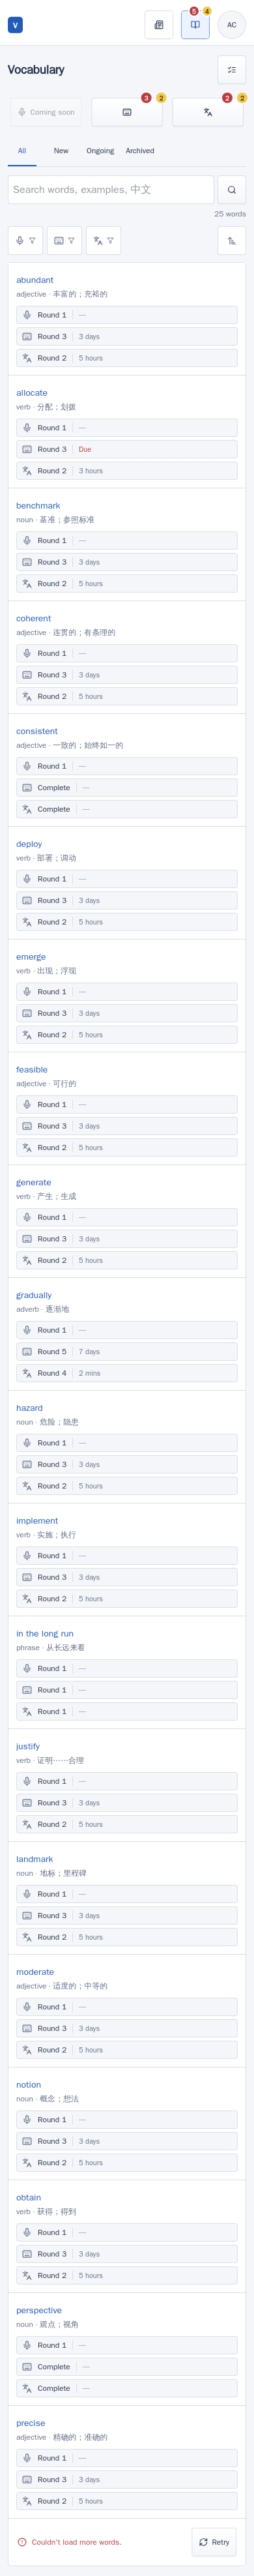 V
5
4
AC
Vocabulary
Coming soon
3
2
2
2
All New Ongoing Archived
Search words, examples, 中文
25 words
abundant
adjective · 丰富的；充裕的
Round 1 —
Round 3 3 days
Round 2 5 hours
allocate
verb · 分配；划拨
Round 1 —
Round 3 Due
Round 2 3 hours
benchmark
noun · 基准；参照标准
Round 1 —
Round 3 3 days
Round 2 5 hours
coherent
adjective · 连贯的；有条理的
Round 1 —
Round 3 3 days
Round 2 5 hours
consistent
adjective · 一致的；始终如一的
Round 1 —
Complete —
Complete —
deploy
verb · 部署；调动
Round 1 —
Round 3 3 days
Round 2 5 hours
emerge
verb · 出现；浮现
Round 1 —
Round 3 3 days
Round 2 5 hours
feasible
adjective · 可行的
Round 1 —
Round 3 3 days
Round 2 5 hours
generate
verb · 产生；生成
Round 1 —
Round 3 3 days
Round 2 5 hours
gradually
adverb · 逐渐地
Round 1 —
Round 5 7 days
Round 4 2 mins
hazard
noun · 危险；隐患
Round 1 —
Round 3 3 days
Round 2 5 hours
implement
verb · 实施；执行
Round 1 —
Round 3 3 days
Round 2 5 hours
in the long run
phrase · 从长远来看
Round 1 —
Round 1 —
Round 1 —
justify
verb · 证明……合理
Round 1 —
Round 3 3 days
Round 2 5 hours
landmark
noun · 地标；里程碑
Round 1 —
Round 3 3 days
Round 2 5 hours
moderate
adjective · 适度的；中等的
Round 1 —
Round 3 3 days
Round 2 5 hours
notion
noun · 概念；想法
Round 1 —
Round 3 3 days
Round 2 5 hours
obtain
verb · 获得；得到
Round 1 —
Round 3 3 days
Round 2 5 hours
perspective
noun · 观点；视角
Round 1 —
Complete —
Complete —
precise
adjective · 精确的；准确的
Round 1 —
Round 3 3 days
Round 2 5 hours
Couldn't load more words. Retry